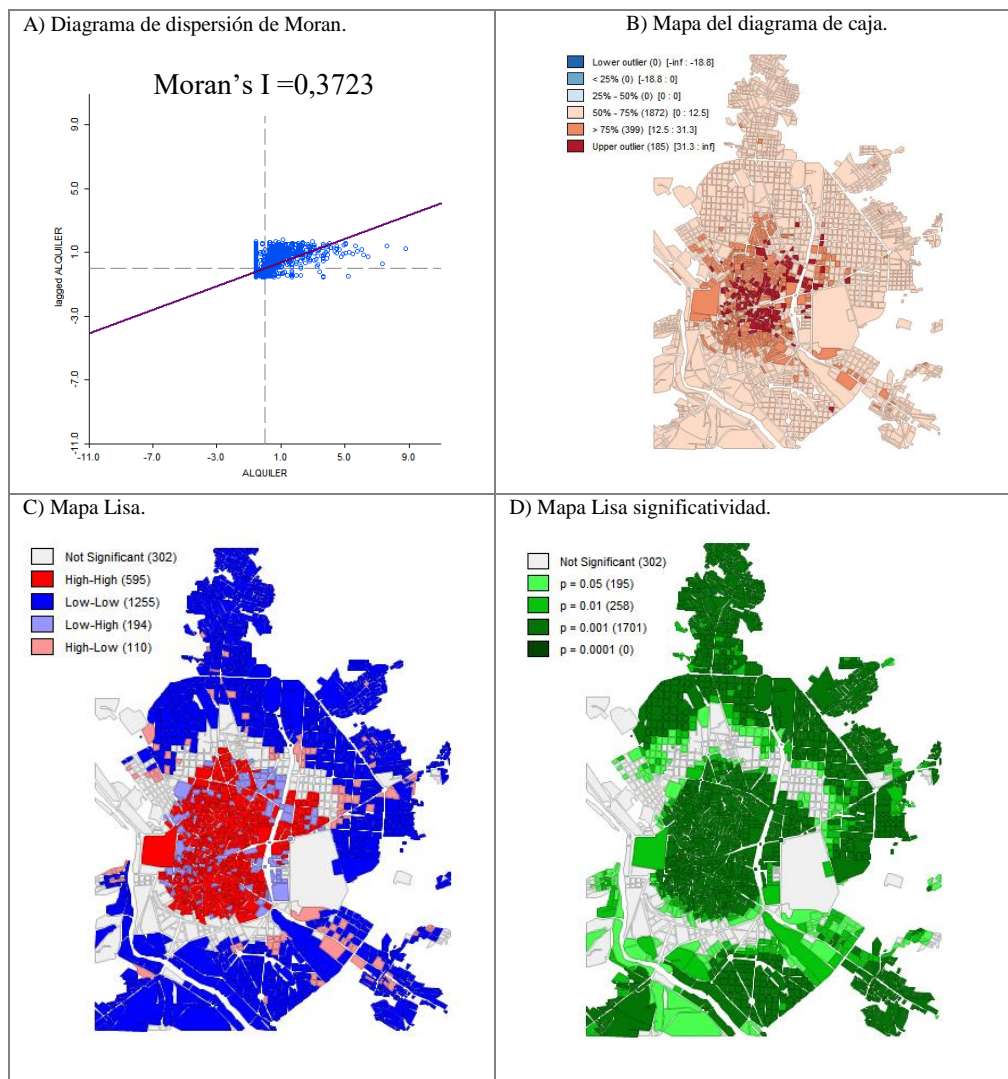 A) Diagrama de dispersión de Moran.
Moran's I =0,3723
9.0
5.0
1.0
-3.0
-7.0
-11.0
lagged ALQUILER
-11.0 -7.0 -3.0 1.0 5.0 9.0
ALQUILER
B) Mapa del diagrama de caja.
Lower outlier (0) [-inf : -18.8]
< 25% (0) [-18.8 : 0]
25% - 50% (0) [0 : 0]
50% - 75% (1872) [0 : 12.5]
> 75% (399) [12.5 : 31.3]
Upper outlier (185) [31.3 : inf]
C) Mapa Lisa.
Not Significant (302)
High-High (595)
Low-Low (1255)
Low-High (194)
High-Low (110)
D) Mapa Lisa significatividad.
Not Significant (302)
p = 0.05 (195)
p = 0.01 (258)
p = 0.001 (1701)
p = 0.0001 (0)